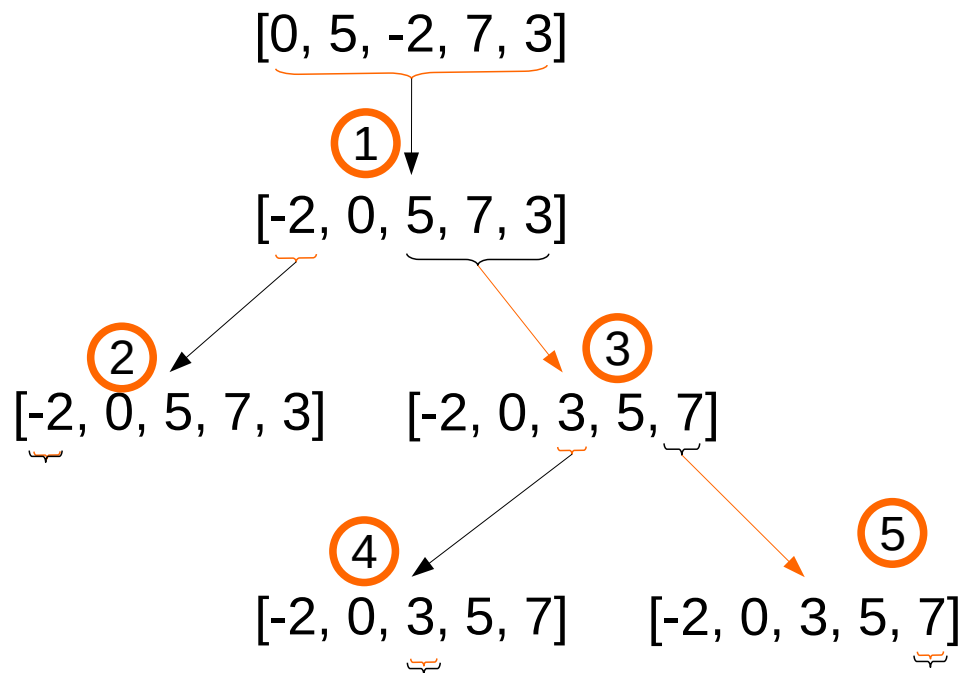 [0, 5, -2, 7, 3]
1
[-2, 0, 5, 7, 3]
2
3
[-2, 0, 5, 7, 3]
[-2, 0, 3, 5, 7]
4
5
[-2, 0, 3, 5, 7]
[-2, 0, 3, 5, 7]